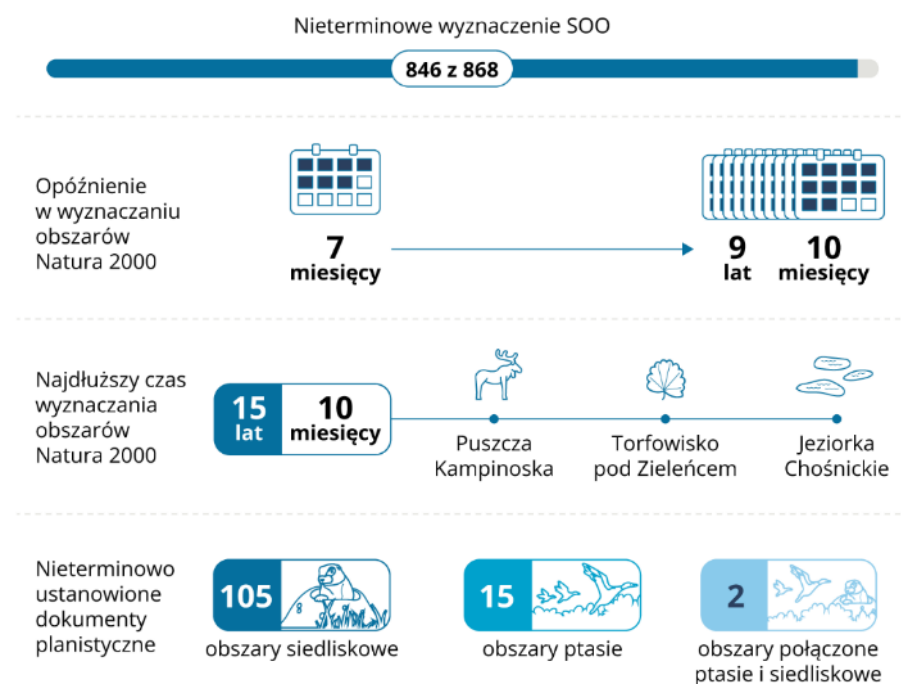 Nieterminowe wyznaczenie SOO
846 z 868
Opóźnienie
w wyznaczaniu
obszarów
Natura 2000
7
miesięcy
9
lat
10
miesięcy
Najdłuższy czas
wyznaczania
obszarów
Natura 2000
15
lat
10
miesięcy
Puszcza
Kampinoska
Torfowisko
pod Zieleńcem
Jeziorka
Chośnickie
Nieterminowo
ustanowione
dokumenty
planistyczne
105
obszary siedliskowe
15
obszary ptasie
2
obszary połączone
ptasie i siedliskowe